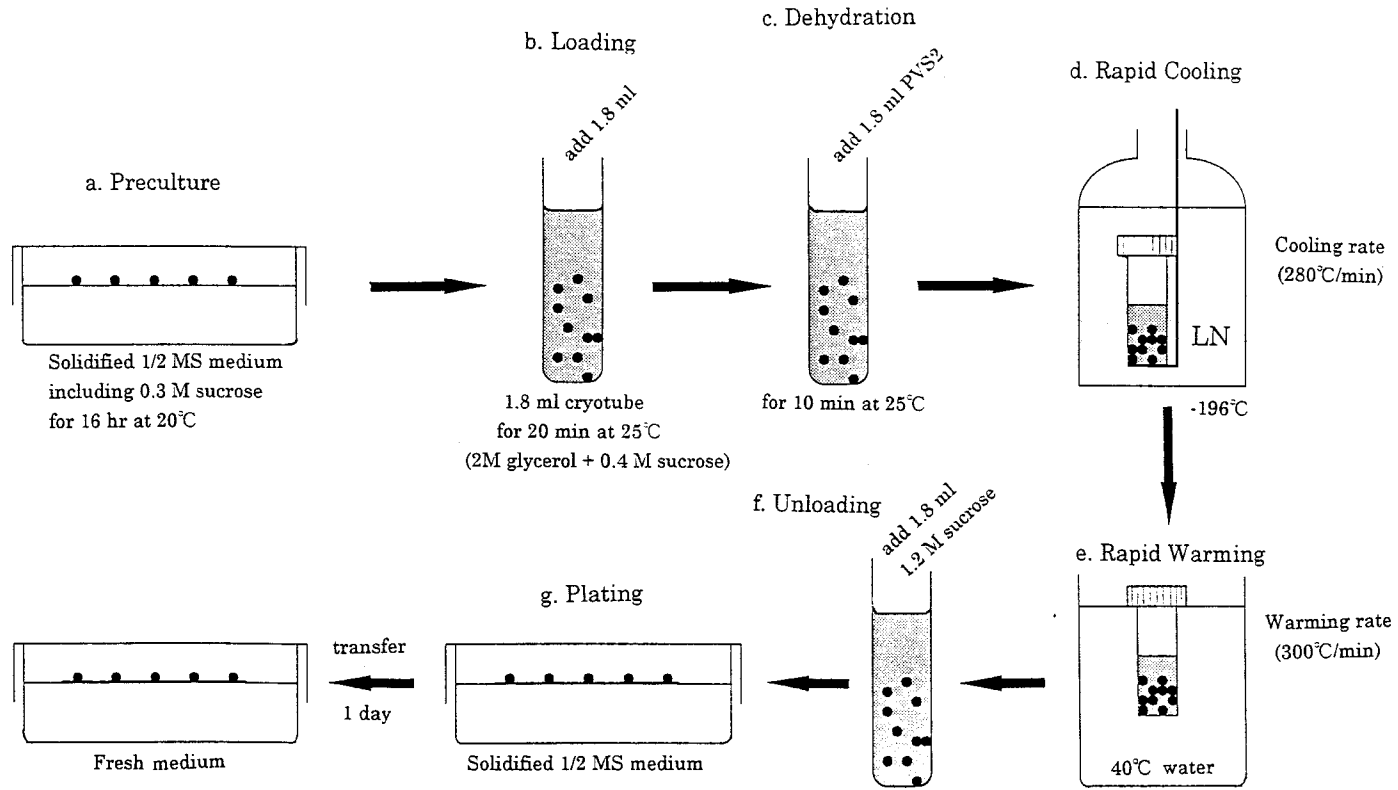 a. Preculture
Solidified 1/2 MS medium
including 0.3 M sucrose
for 16 hr at 20℃
b. Loading
add 1.8 ml
1.8 ml cryotube
for 20 min at 25℃
(2M glycerol + 0.4 M sucrose)
c. Dehydration
add 1.8 ml PVS2
for 10 min at 25℃
d. Rapid Cooling
LN
Cooling rate
(280℃/min)
-196℃
e. Rapid Warming
Warming rate
(300℃/min)
40℃ water
f. Unloading
add 1.8 ml
1.2 M sucrose
g. Plating
Solidified 1/2 MS medium
transfer
1 day
Fresh medium